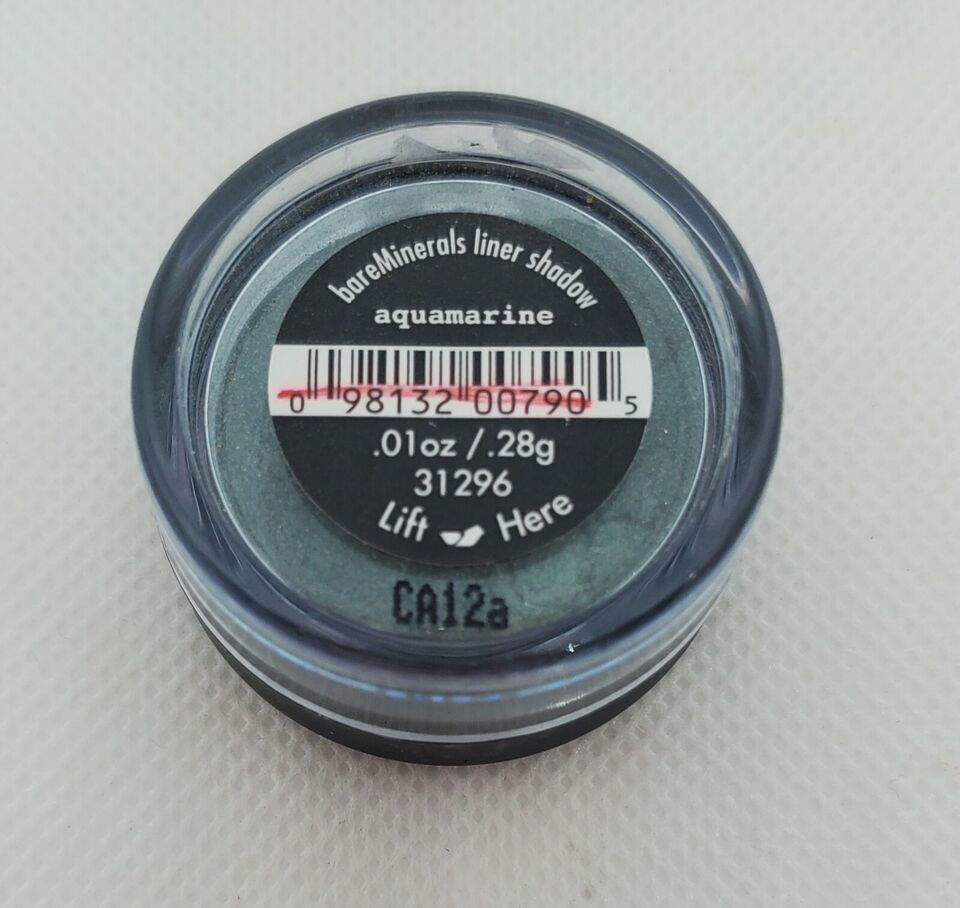 bareMinerals liner shadow
aquamarine
0 98132 00790 5
.01oz /.28g
31296
Lift Here
CA12a